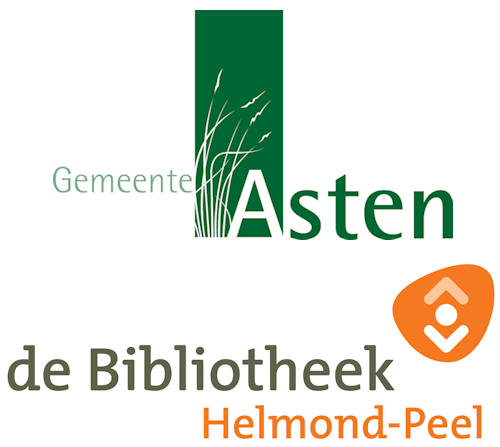 Gemeente Asten
de Bibliotheek
Helmond-Peel